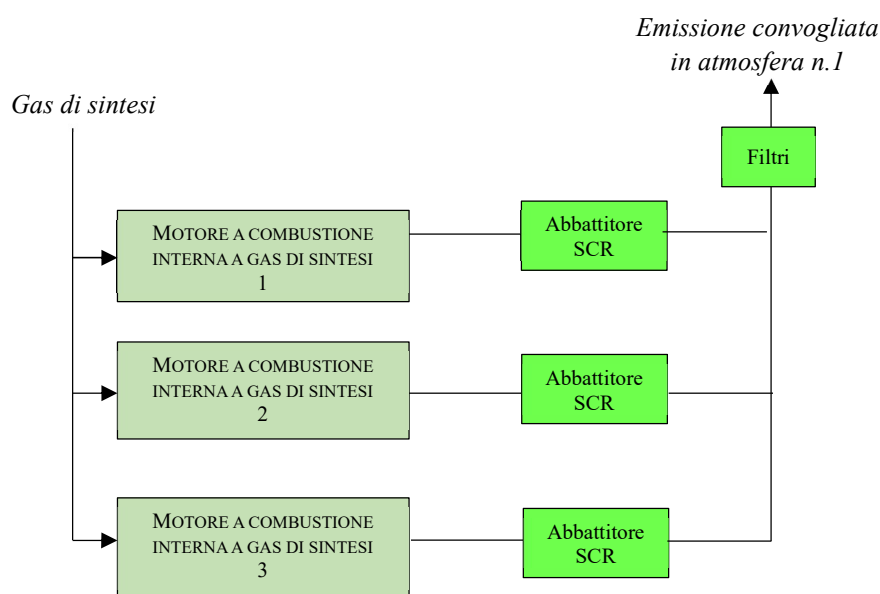 Emissione convogliata
in atmosfera n.1
Gas di sintesi
Filtri
MOTORE A COMBUSTIONE
INTERNA A GAS DI SINTESI
1
Abbattitore
SCR
MOTORE A COMBUSTIONE
INTERNA A GAS DI SINTESI
2
Abbattitore
SCR
MOTORE A COMBUSTIONE
INTERNA A GAS DI SINTESI
3
Abbattitore
SCR